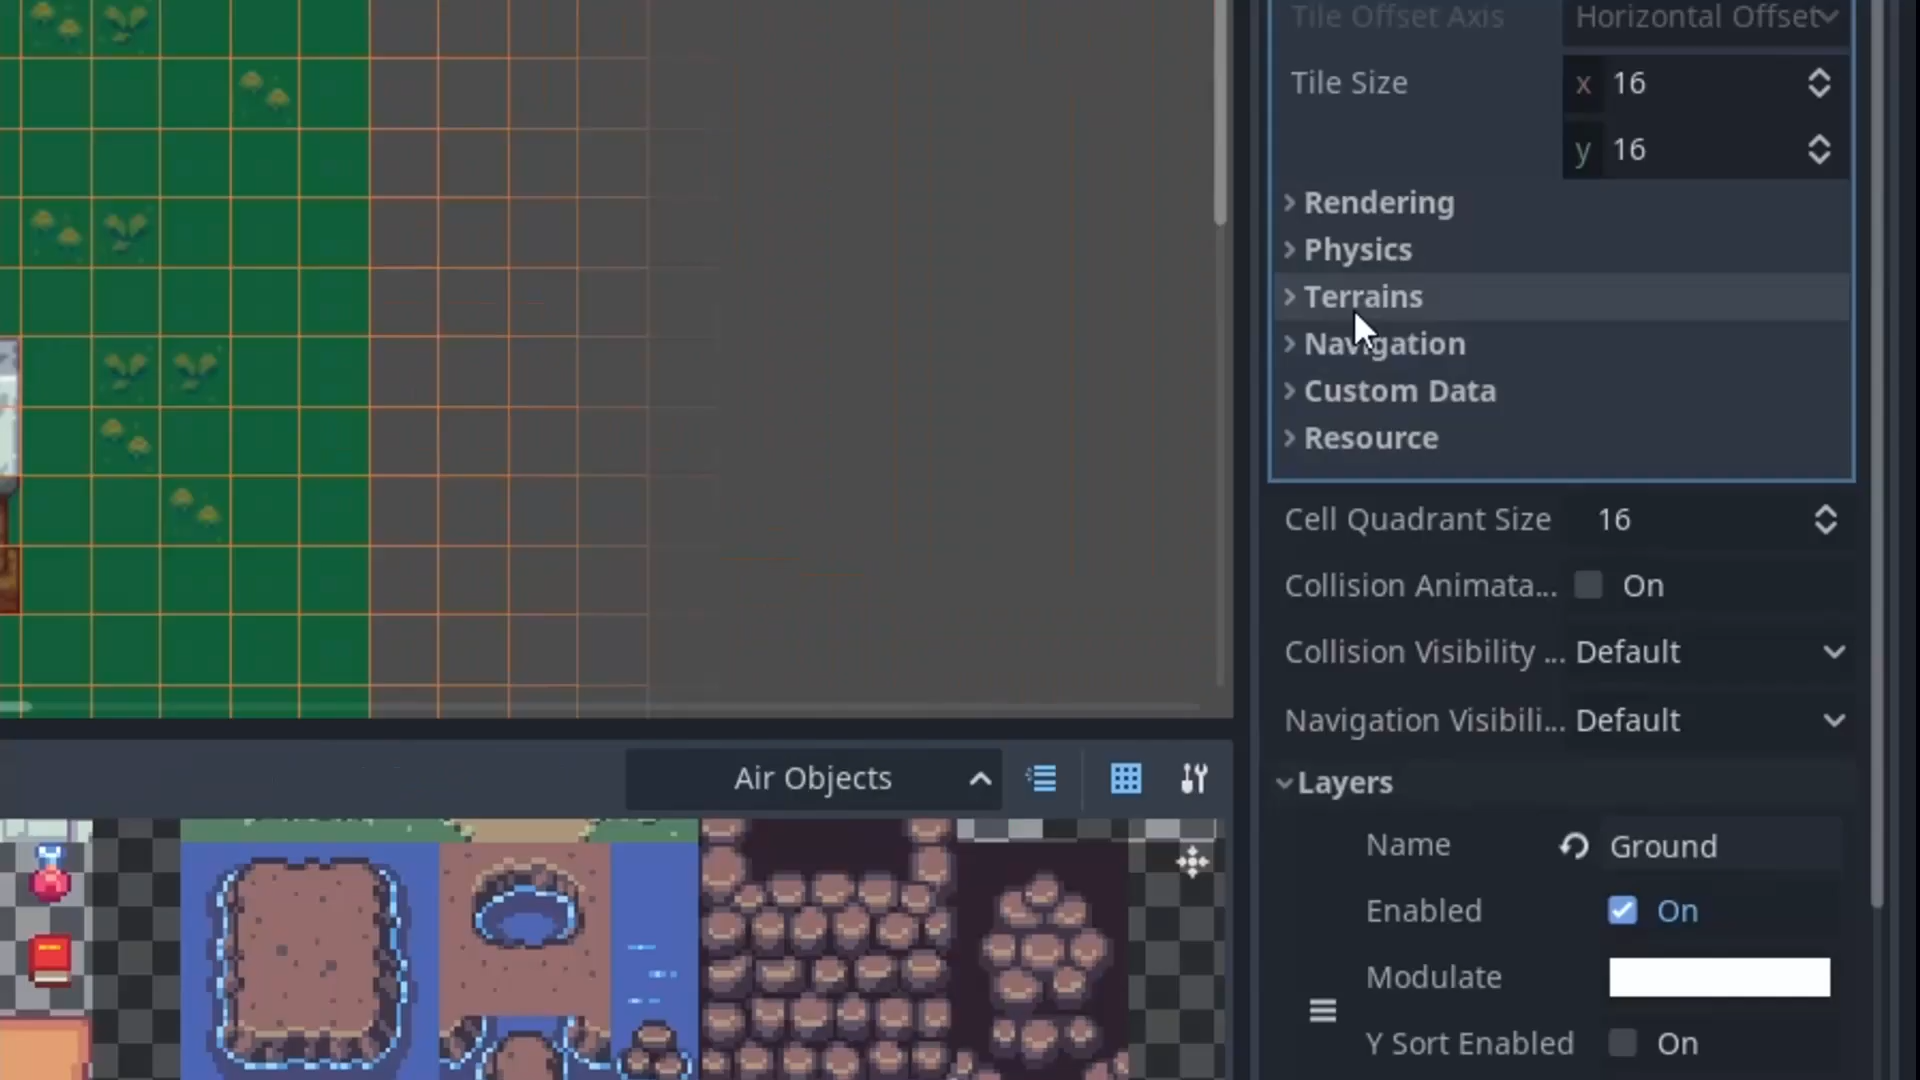 Tile Offset Axis Horizontal Offset
Tile Size x 16
y 16
Rendering
Physics
Terrains
Navigation
Custom Data
Resource
Cell Quadrant Size 16
Collision Animata... On
Collision Visibility ... Default
Navigation Visibili... Default
Air Objects
Layers
Name Ground
Enabled On
Modulate
Y Sort Enabled On